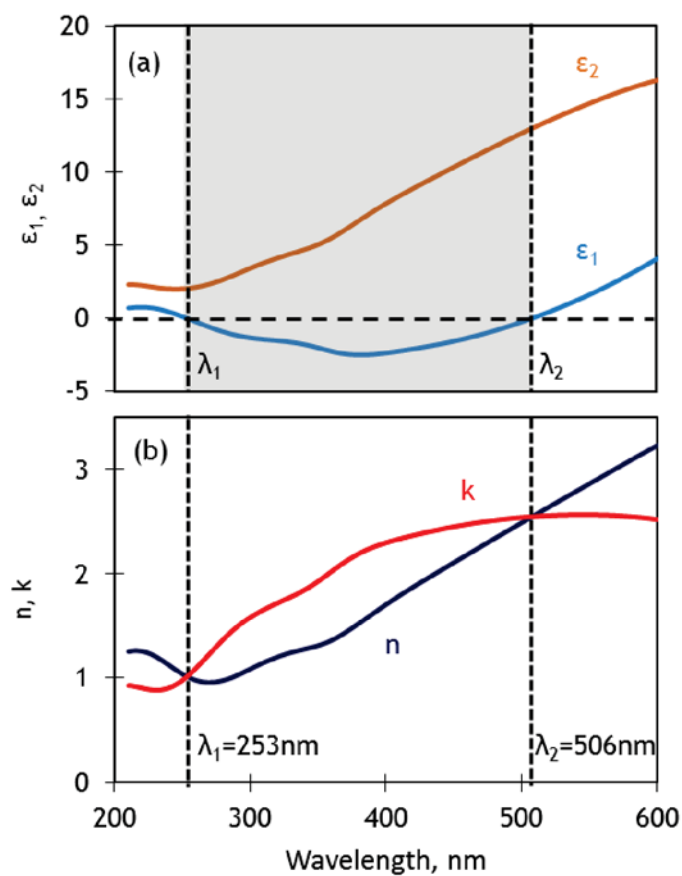 20
(a)
ε₂
15
10
ε₁, ε₂
5
ε₁
0
λ₁
λ₂
-5
(b)
3
k
2
n, k
n
1
λ₁=253nm
λ₂=506nm
0
200 300 400 500 600
Wavelength, nm